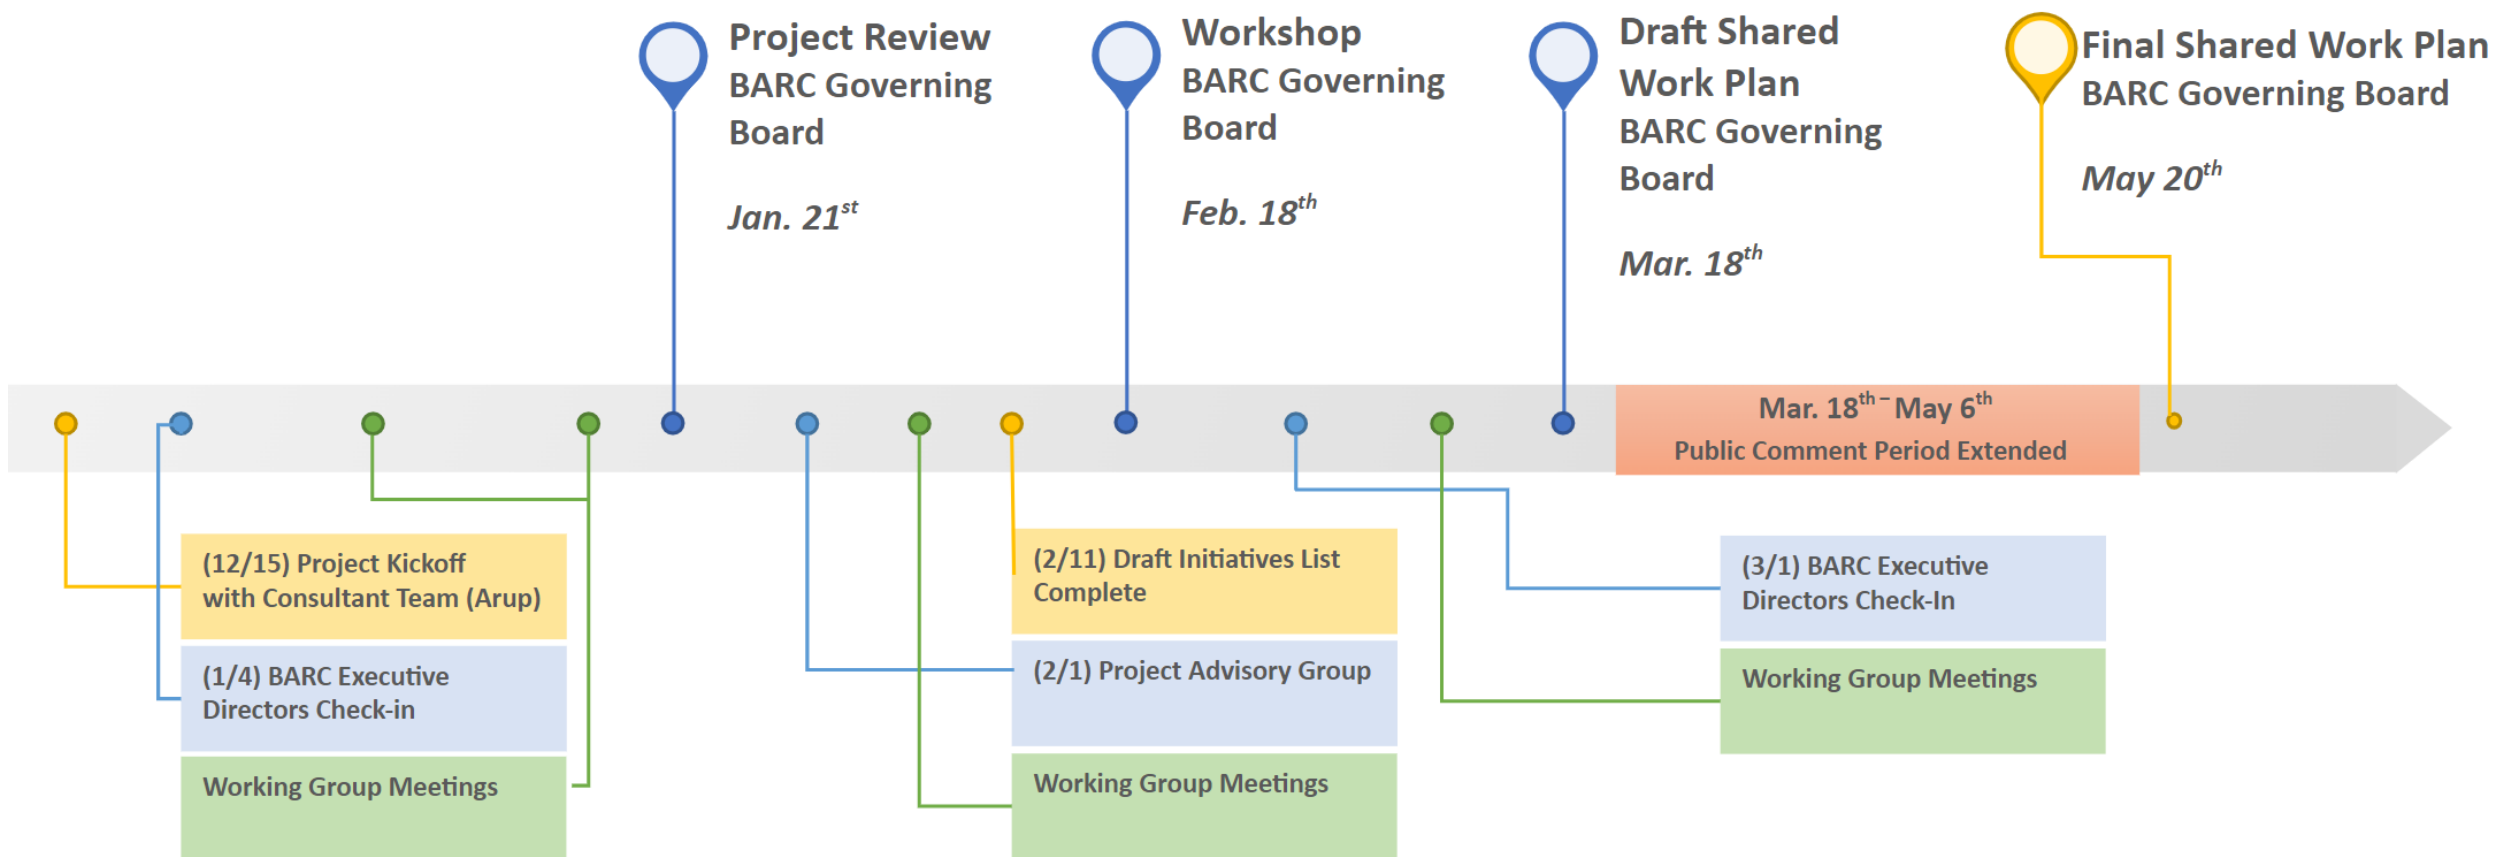 Project Review
BARC Governing
Board
Jan. 21st
Workshop
BARC Governing
Board
Feb. 18th
Draft Shared
Work Plan
BARC Governing
Board
Mar. 18th
Final Shared Work Plan
BARC Governing Board
May 20th
Mar. 18th – May 6th
Public Comment Period Extended
(12/15) Project Kickoff
with Consultant Team (Arup)
(1/4) BARC Executive
Directors Check-in
Working Group Meetings
(2/11) Draft Initiatives List
Complete
(2/1) Project Advisory Group
Working Group Meetings
(3/1) BARC Executive
Directors Check-In
Working Group Meetings